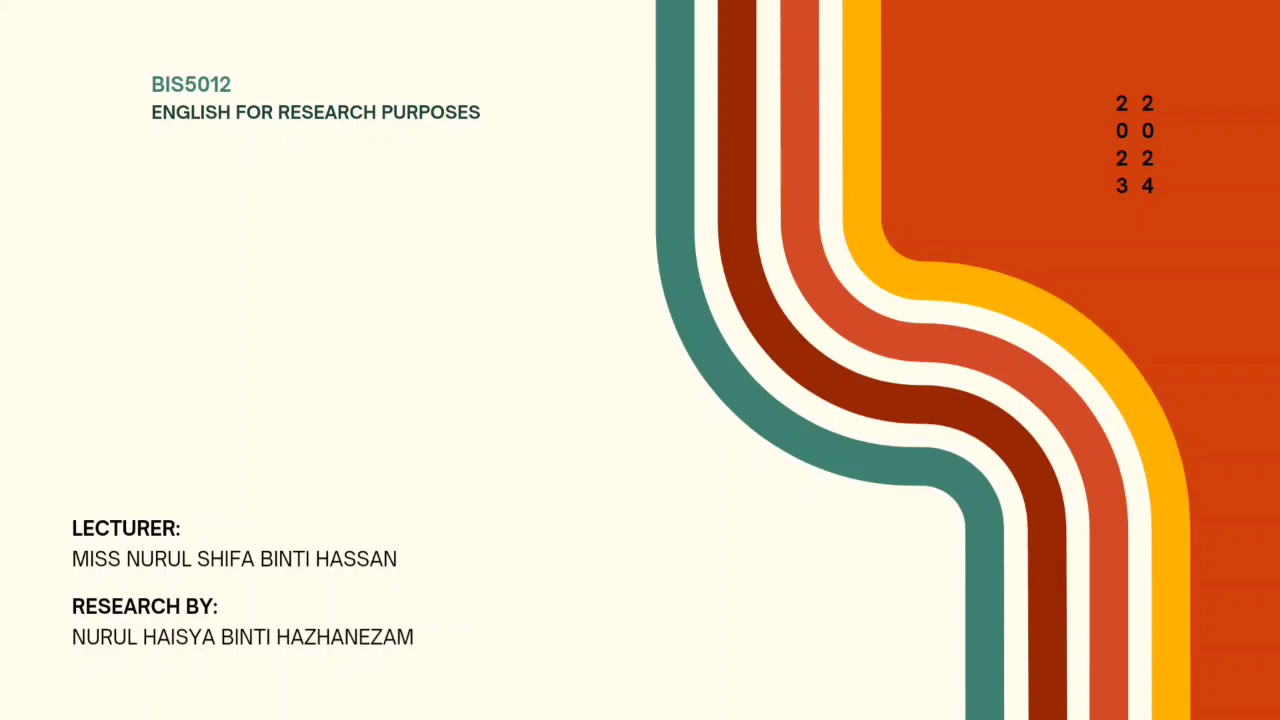 BIS5012
ENGLISH FOR RESEARCH PURPOSES
2 2
0 0
2 2
3 4
LECTURER:
MISS NURUL SHIFA BINTI HASSAN
RESEARCH BY:
NURUL HAISYA BINTI HAZHANEZAM